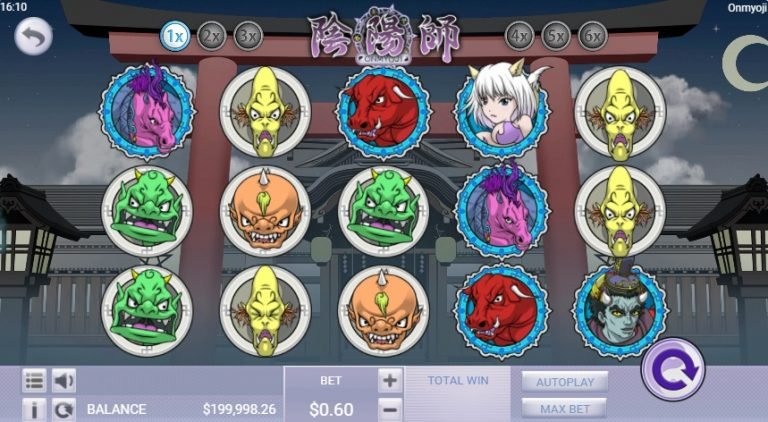 16:10
Onmyoji
1x 2x 3x
陰陽師
ONMYOJI
4x 5x 6x
BET
TOTAL WIN
AUTOPLAY
BALANCE
$199,998.26
$0.60
MAX BET